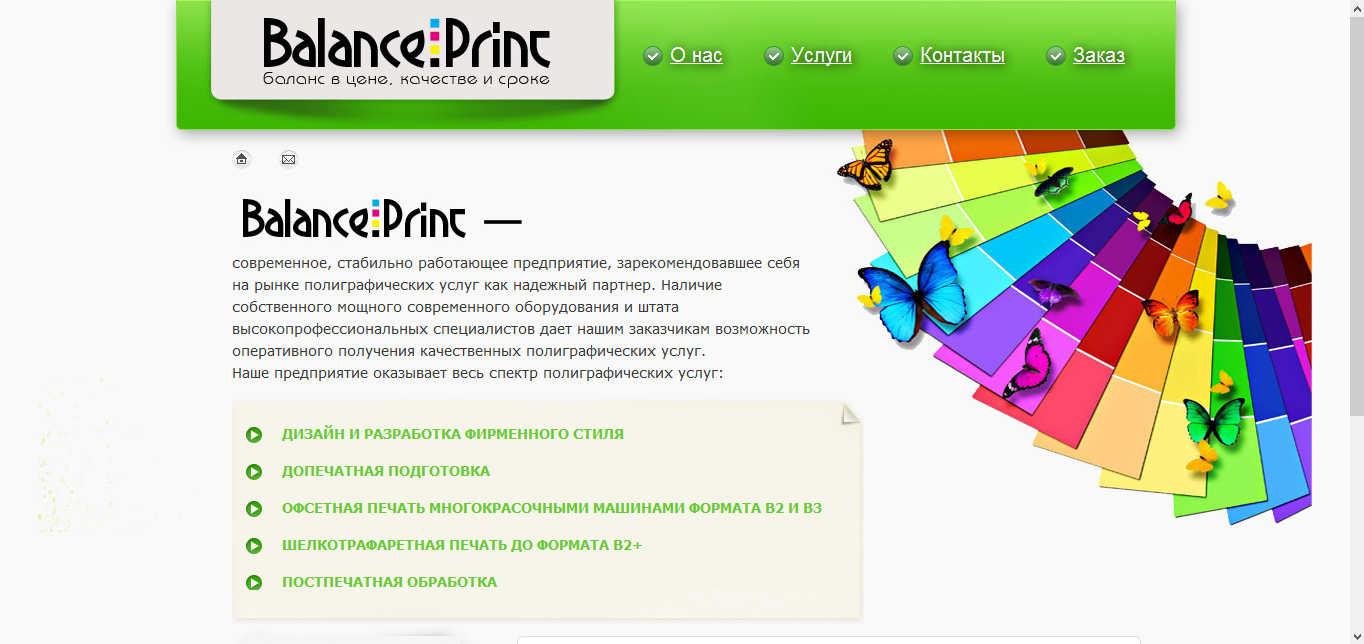 Balance Print
баланс в цене, качестве и сроке
О нас
Услуги
Контакты
Заказ
Balance Print —
современное, стабильно работающее предприятие, зарекомендовавшее себя
на рынке полиграфических услуг как надежный партнер. Наличие
собственного мощного современного оборудования и штата
высокопрофессиональных специалистов дает нашим заказчикам возможность
оперативного получения качественных полиграфических услуг.
Наше предприятие оказывает весь спектр полиграфических услуг:
ДИЗАЙН И РАЗРАБОТКА ФИРМЕННОГО СТИЛЯ
ДОПЕЧАТНАЯ ПОДГОТОВКА
ОФСЕТНАЯ ПЕЧАТЬ МНОГОКРАСОЧНЫМИ МАШИНАМИ ФОРМАТА В2 И В3
ШЕЛКОТРАФАРЕТНАЯ ПЕЧАТЬ ДО ФОРМАТА В2+
ПОСТПЕЧАТНАЯ ОБРАБОТКА